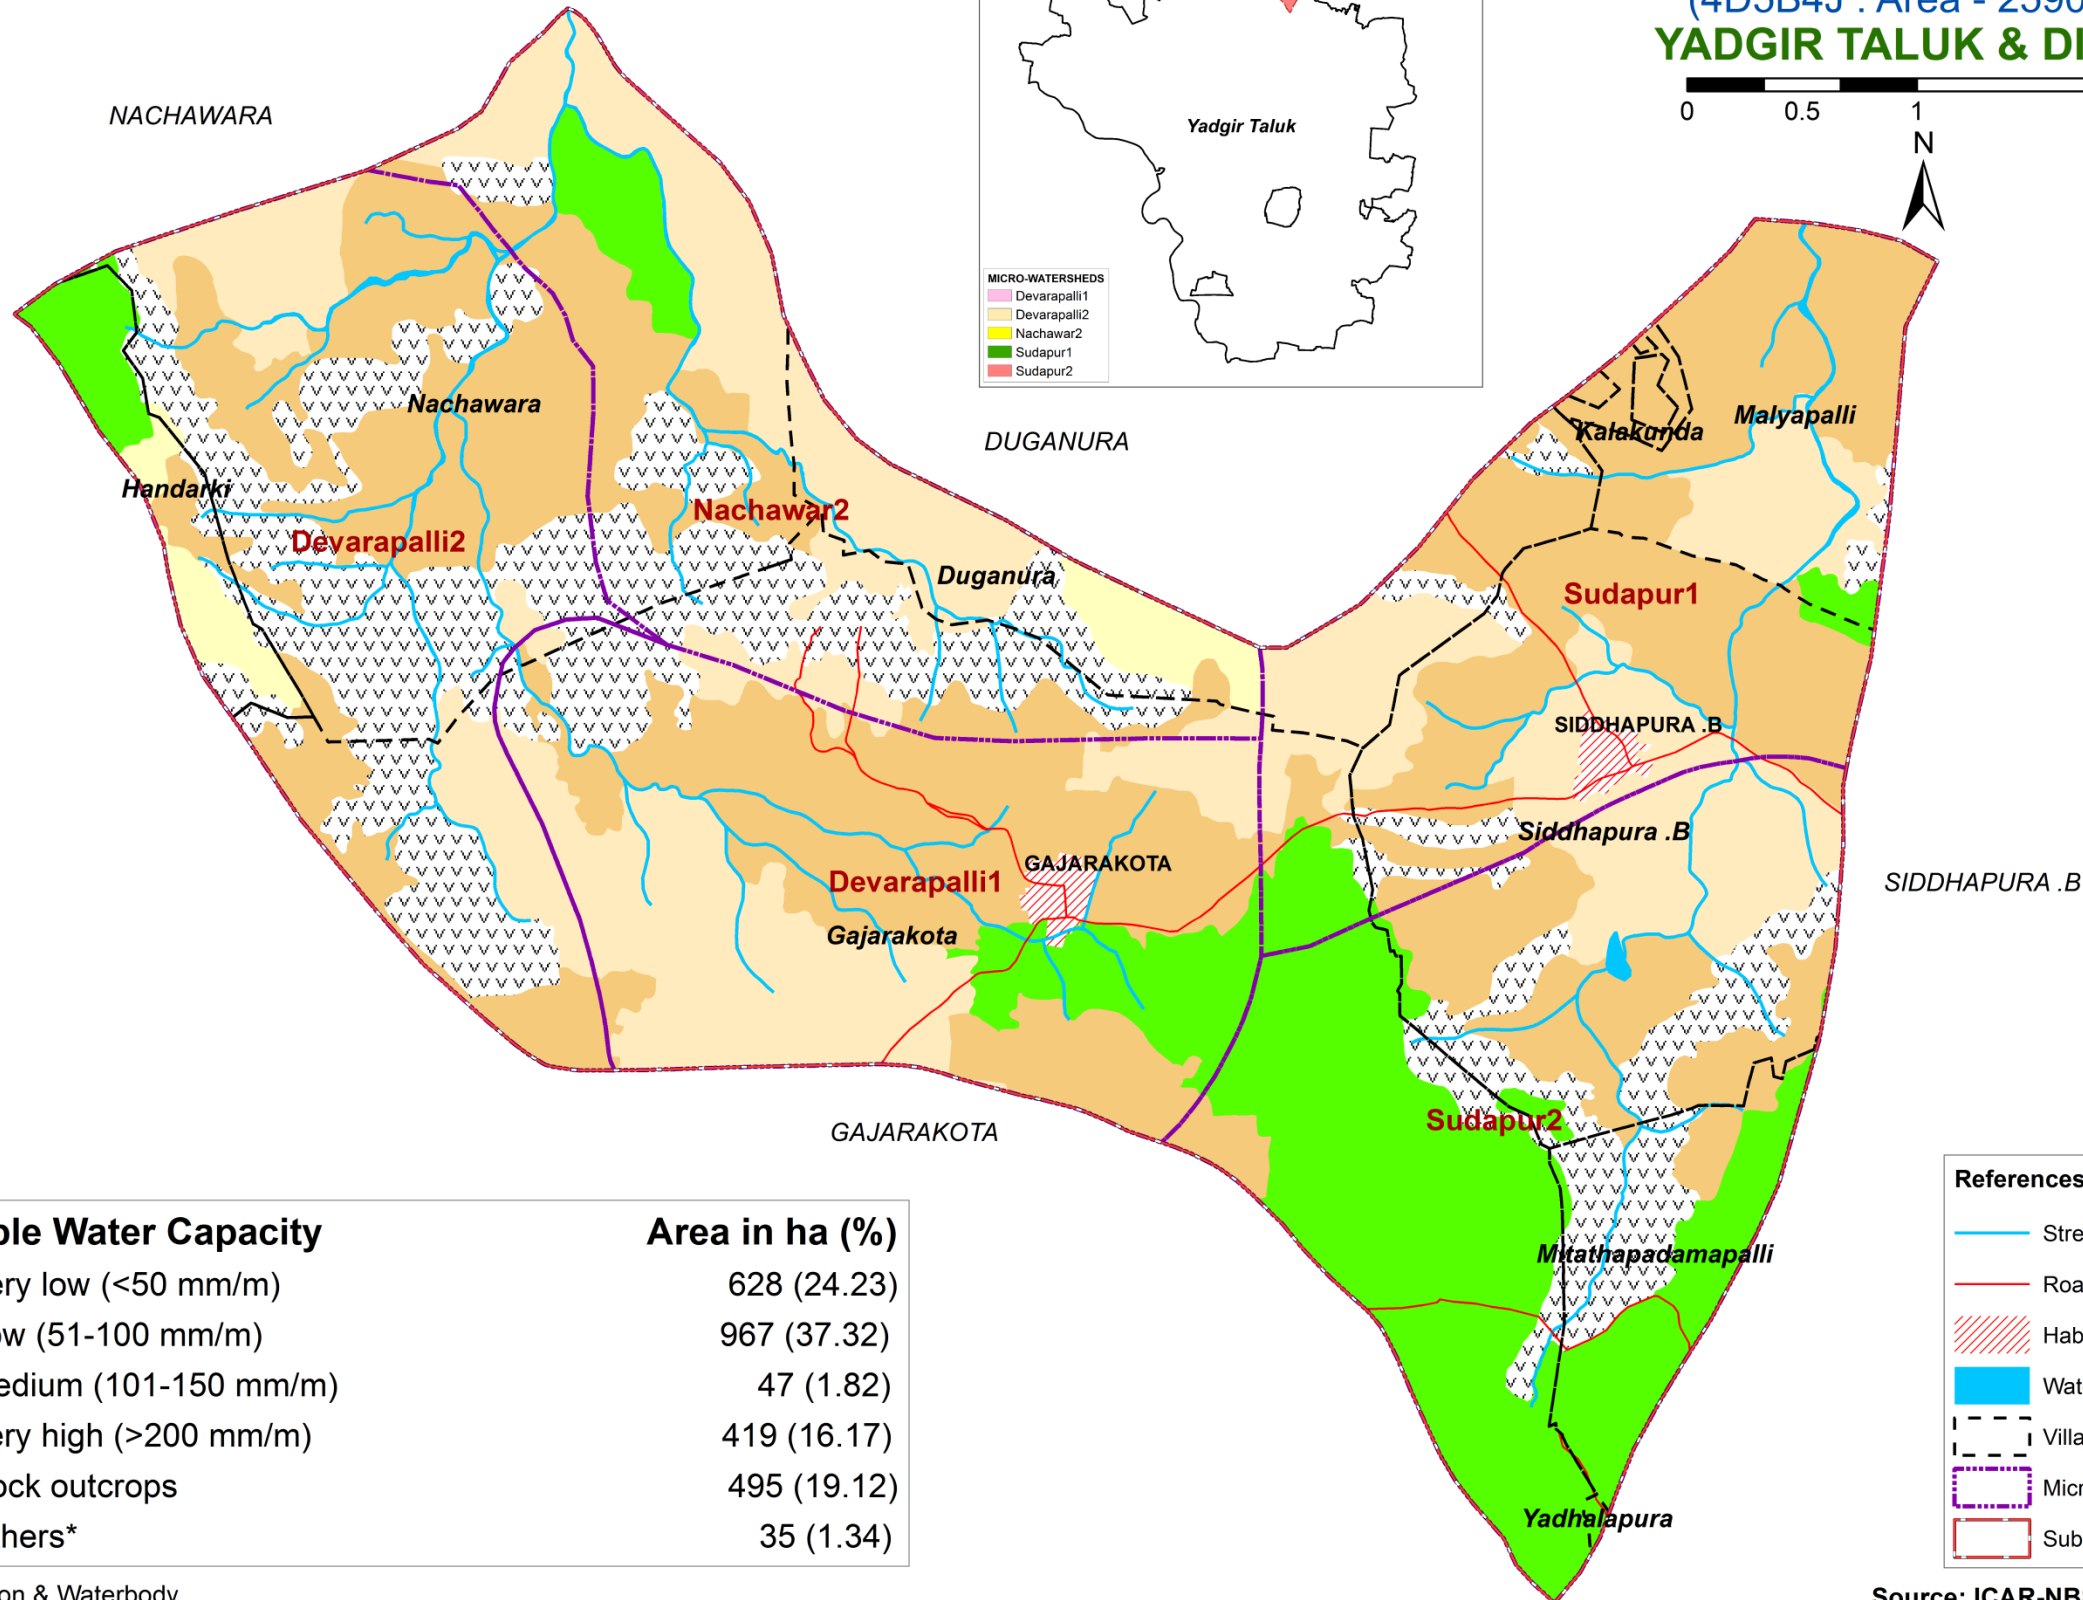 (4D5B4J : Area - 2590
YADGIR TALUK & DI
0 0.5 1
N
NACHAWARA
Yadgir Taluk
MICRO-WATERSHEDS
Devarapalli1
Devarapalli2
Nachawar2
Sudapur1
Sudapur2
DUGANURA
Nachawara
Kalakunda
Malyapalli
Handarki
Nachawar2
Devarapalli2
Duganura
Sudapur1
SIDDHAPURA .B
Siddhapura .B
GAJARAKOTA
Devarapalli1
SIDDHAPURA .B
Gajarakota
Sudapur2
GAJARAKOTA
Mitathapadamapalli
Yadhalapura
ble Water Capacity Area in ha (%)
ery low (<50 mm/m) 628 (24.23)
ow (51-100 mm/m) 967 (37.32)
edium (101-150 mm/m) 47 (1.82)
ery high (>200 mm/m) 419 (16.17)
ock outcrops 495 (19.12)
thers* 35 (1.34)
on & Waterbody
References
Stre
Roa
Hab
Wat
Villa
Micr
Sub
Source: ICAR-NB